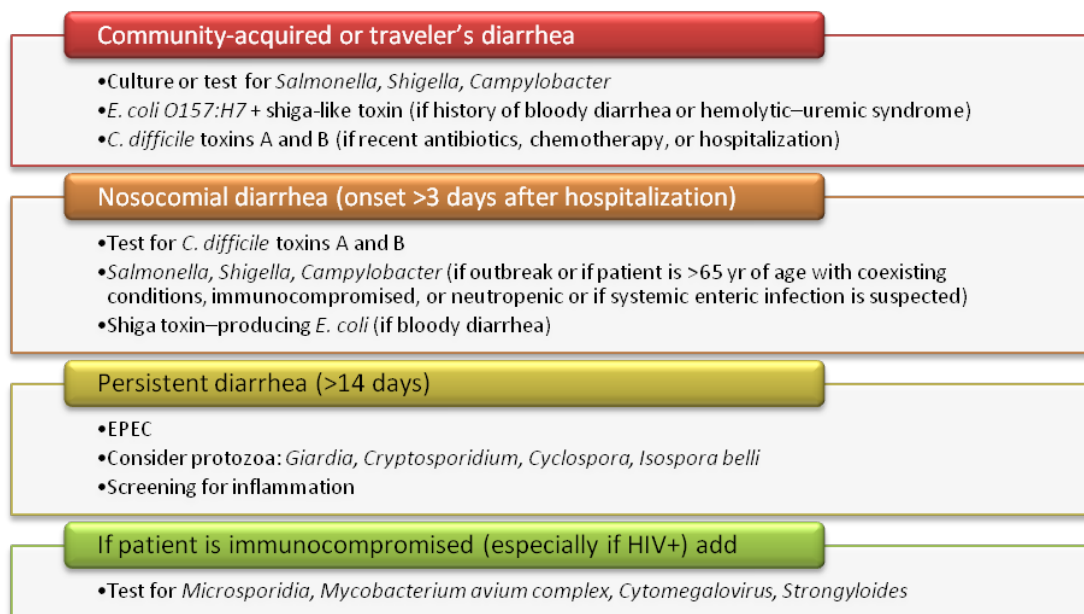 Community-acquired or traveler's diarrhea
•Culture or test for Salmonella, Shigella, Campylobacter
•E. coli O157:H7 + shiga-like toxin (if history of bloody diarrhea or hemolytic–uremic syndrome)
•C. difficile toxins A and B (if recent antibiotics, chemotherapy, or hospitalization)
Nosocomial diarrhea (onset >3 days after hospitalization)
•Test for C. difficile toxins A and B
•Salmonella, Shigella, Campylobacter (if outbreak or if patient is >65 yr of age with coexisting
conditions, immunocompromised, or neutropenic or if systemic enteric infection is suspected)
•Shiga toxin–producing E. coli (if bloody diarrhea)
Persistent diarrhea (>14 days)
•EPEC
•Consider protozoa: Giardia, Cryptosporidium, Cyclospora, Isospora belli
•Screening for inflammation
If patient is immunocompromised (especially if HIV+) add
•Test for Microsporidia, Mycobacterium avium complex, Cytomegalovirus, Strongyloides